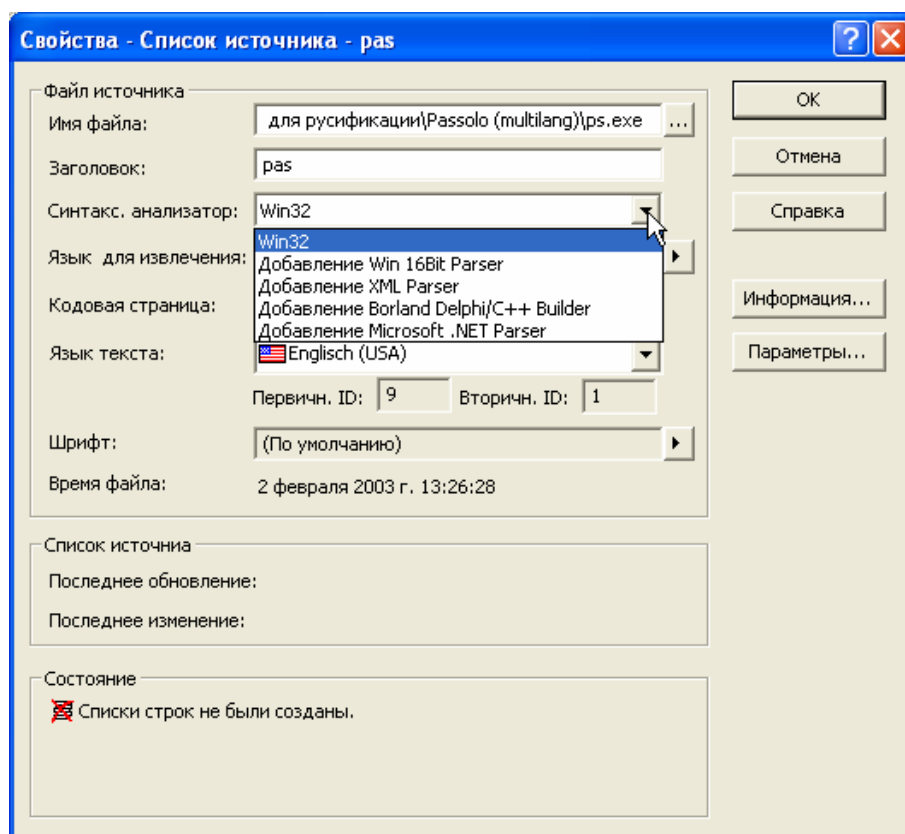 Свойства - Список источника - pas
Файл источника
Имя файла: для русификации\Passolo (multilang)\ps.exe ...
Заголовок: pas
Синтакс. анализатор: Win32
Win32
Язык для извлечения:
Добавление Win 16Bit Parser
Добавление XML Parser
Кодовая страница:
Добавление Borland Delphi/C++ Builder
Добавление Microsoft .NET Parser
Язык текста: Englisch (USA)
Первичн. ID: 9 Вторичн. ID: 1
Шрифт: (По умолчанию)
Время файла: 2 февраля 2003 г. 13:26:28
Список источниа
Последнее обновление:
Последнее изменение:
Состояние
Списки строк не были созданы.
OK
Отмена
Справка
Информация...
Параметры...